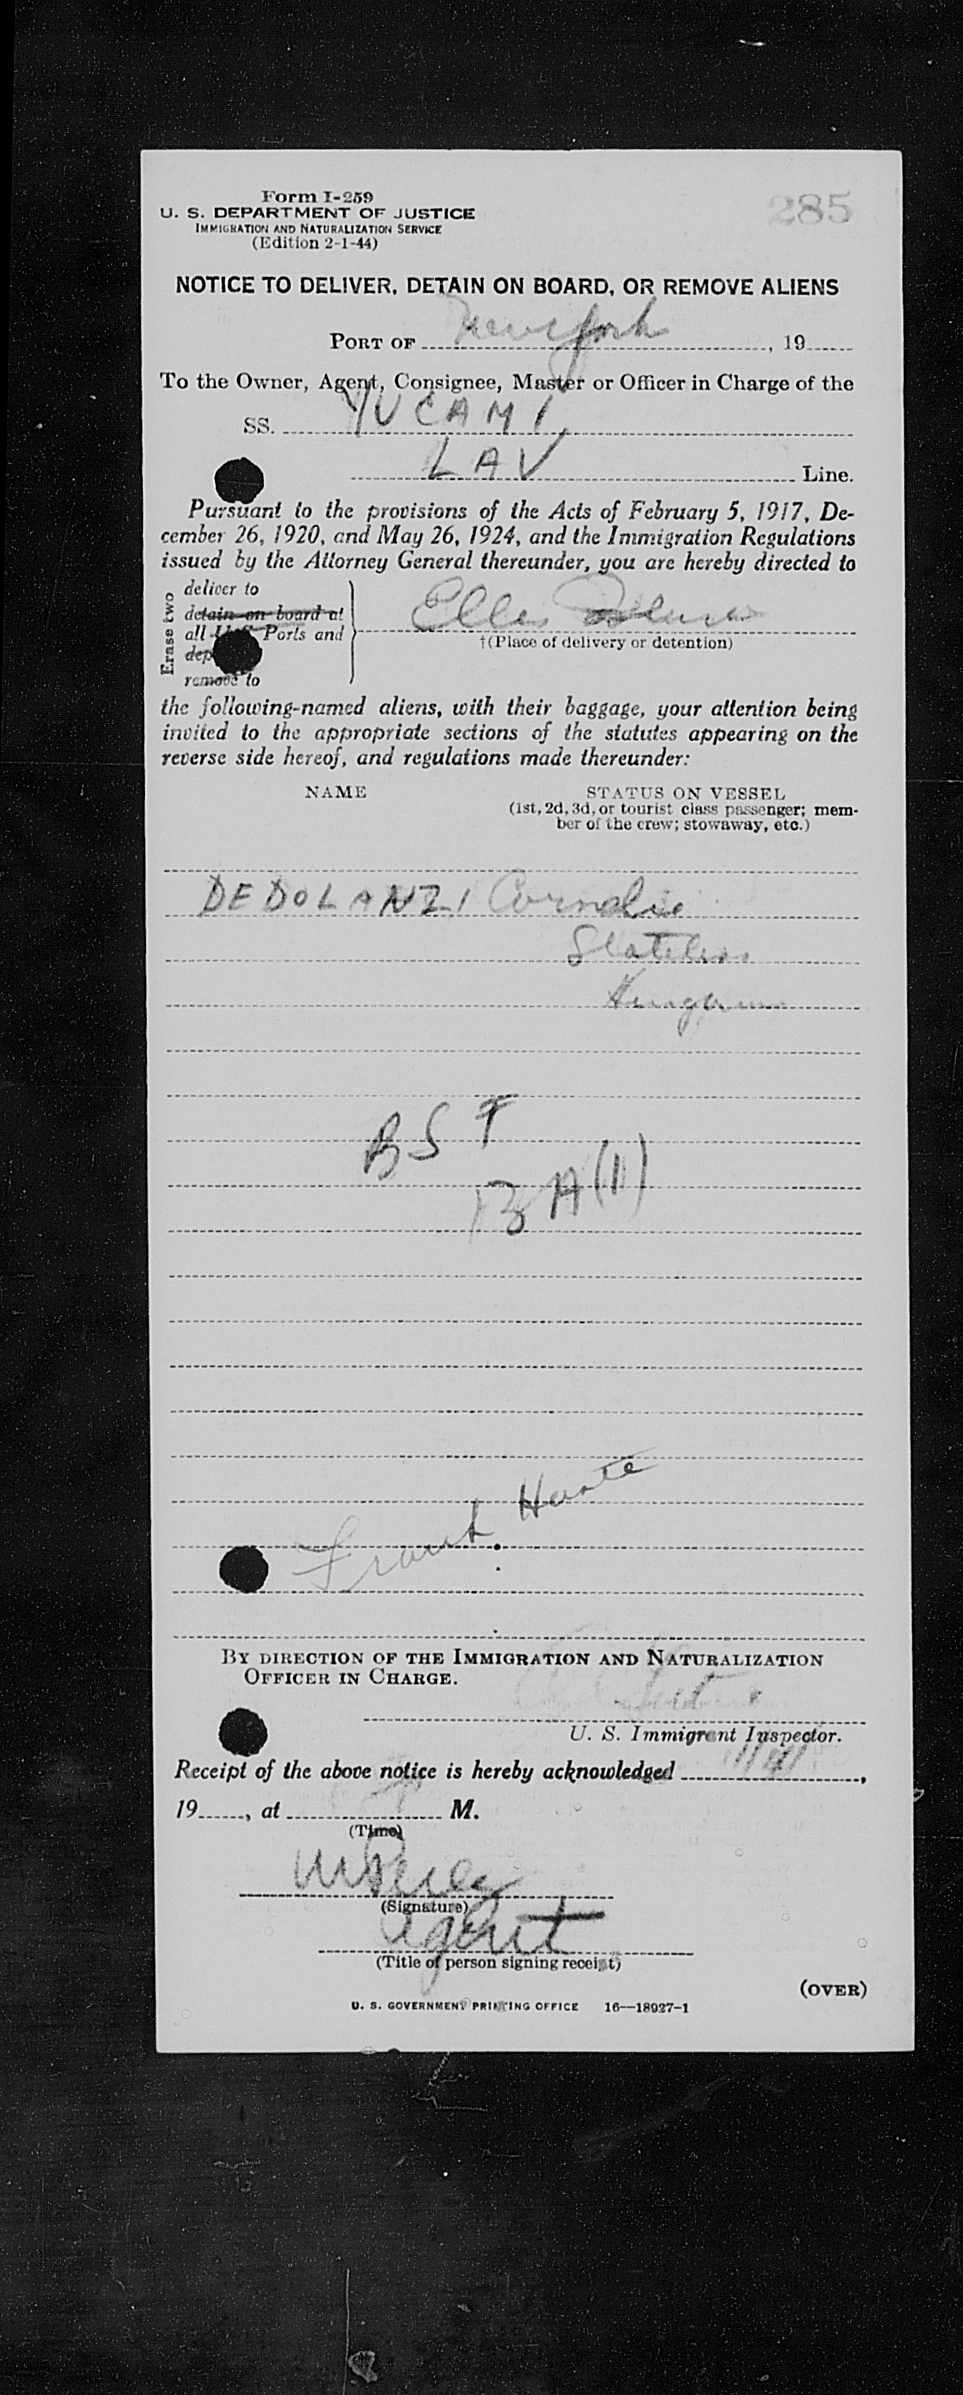 Form I-259
U. S. DEPARTMENT OF JUSTICE
IMMIGRATION AND NATURALIZATION SERVICE
(Edition 2-1-44)
285
NOTICE TO DELIVER, DETAIN ON BOARD, OR REMOVE ALIENS
PORT OF New york, 19
To the Owner, Agent, Consignee, Master or Officer in Charge of the
SS. YUCAMI
LAV Line.
Pursuant to the provisions of the Acts of February 5, 1917, De-
cember 26, 1920, and May 26, 1924, and the Immigration Regulations
issued by the Attorney General thereunder, you are hereby directed to
Erase two
deliver to
detain on board at
all Ports and
remove to
Ellis Island
†(Place of delivery or detention)
the following-named aliens, with their baggage, your attention being
invited to the appropriate sections of the statutes appearing on the
reverse side hereof, and regulations made thereunder:
NAME
STATUS ON VESSEL
(1st, 2d, 3d, or tourist class passenger; mem-
ber of the crew; stowaway, etc.)
DEDOLANZI Cornelie
Stateless
BSF
A(1)
Frank
BY DIRECTION OF THE IMMIGRATION AND NATURALIZATION
OFFICER IN CHARGE.
U. S. Immigrant Inspector.
Receipt of the above notice is hereby acknowledged,
19, at M.
(Time)
(Signature)
agent
(Title of person signing receipt)
(OVER)
U. S. GOVERNMENT PRINTING OFFICE 16—18927-1